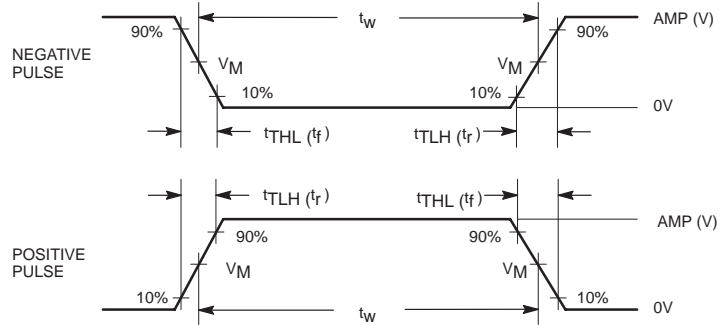 90%
t_W
90%
AMP (V)
NEGATIVE
PULSE
V_M
V_M
10%
10%
0V
t_THL (t_f)
t_TLH (t_r)
t_TLH (t_r)
t_THL (t_f)
AMP (V)
90%
90%
POSITIVE
PULSE
V_M
V_M
10%
10%
t_W
0V